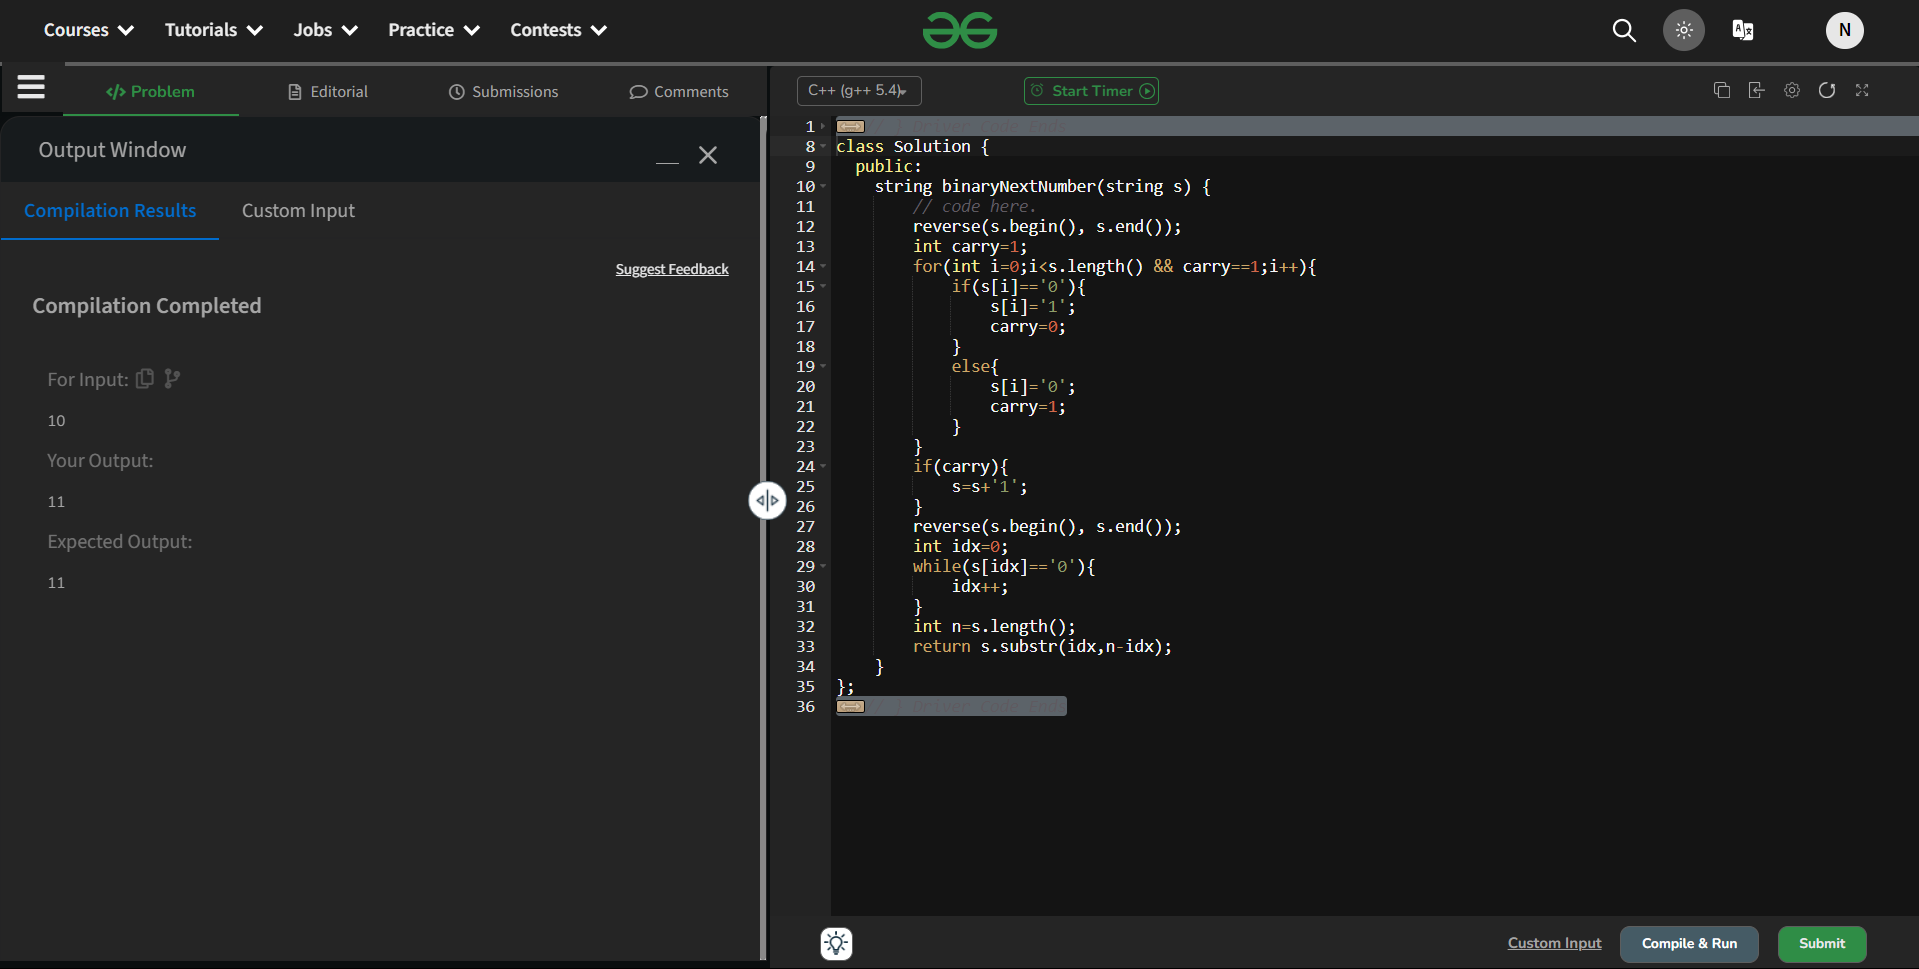 Courses Tutorials Jobs Practice Contests N
Problem Editorial Submissions Comments
C++ (g++ 5.4) Start Timer
Output Window
Compilation Results Custom Input
Suggest Feedback
Compilation Completed
For Input:
10
Your Output:
11
Expected Output:
11
1 // } Driver Code Ends
8 class Solution {
9 public:
10 string binaryNextNumber(string s) {
11 // code here.
12 reverse(s.begin(), s.end());
13 int carry=1;
14 for(int i=0;i<s.length() && carry==1;i++){
15 if(s[i]=='0'){
16 s[i]='1';
17 carry=0;
18 }
19 else{
20 s[i]='0';
21 carry=1;
22 }
23 }
24 if(carry){
25 s=s+'1';
26 }
27 reverse(s.begin(), s.end());
28 int idx=0;
29 while(s[idx]=='0'){
30 idx++;
31 }
32 int n=s.length();
33 return s.substr(idx,n-idx);
34 }
35 };
36 // } Driver Code Ends
Custom Input Compile & Run Submit